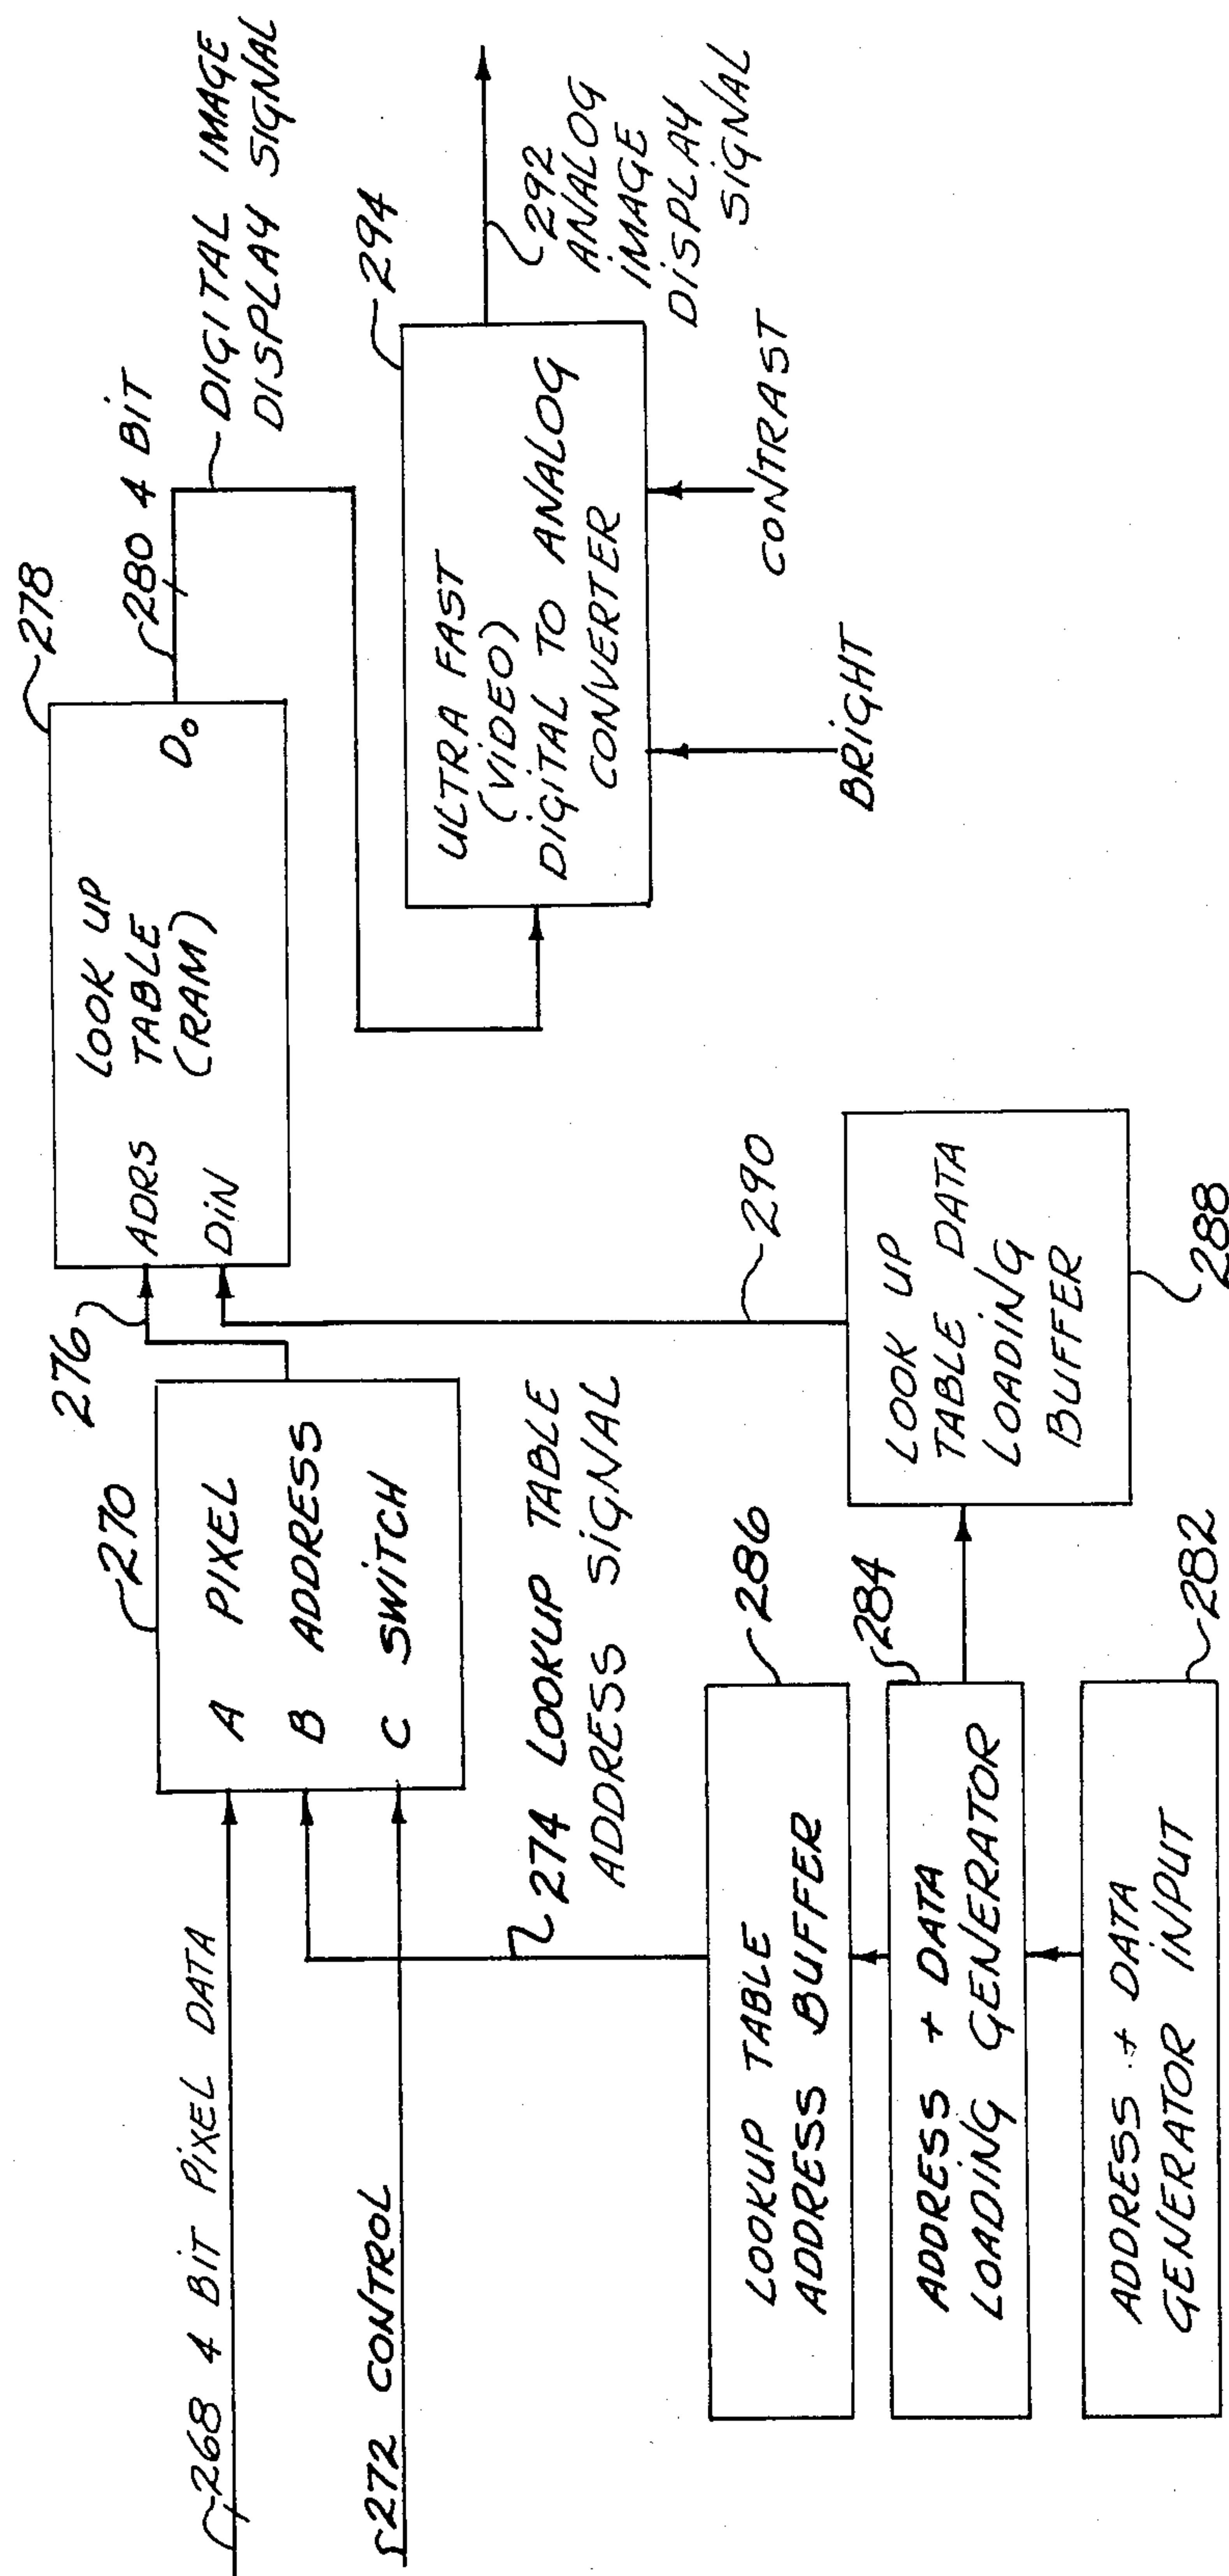 268 4 BIT PIXEL DATA
272 CONTROL
270
A PIXEL
B ADDRESS
C SWITCH
274 LOOKUP TABLE
ADDRESS SIGNAL
276
278
ADRS
DIN
LOOK UP
TABLE
(RAM)
Do
280 4 BIT
DIGITAL IMAGE
DISPLAY SIGNAL
294
ULTRA FAST
(VIDEO)
DIGITAL TO ANALOG
CONVERTER
292
ANALOG
IMAGE
DISPLAY
SIGNAL
BRIGHT
CONTRAST
286
LOOKUP TABLE
ADDRESS BUFFER
284
ADDRESS + DATA
LOADING GENERATOR
282
ADDRESS + DATA
GENERATOR INPUT
LOOK UP
TABLE DATA
LOADING
BUFFER
288
290